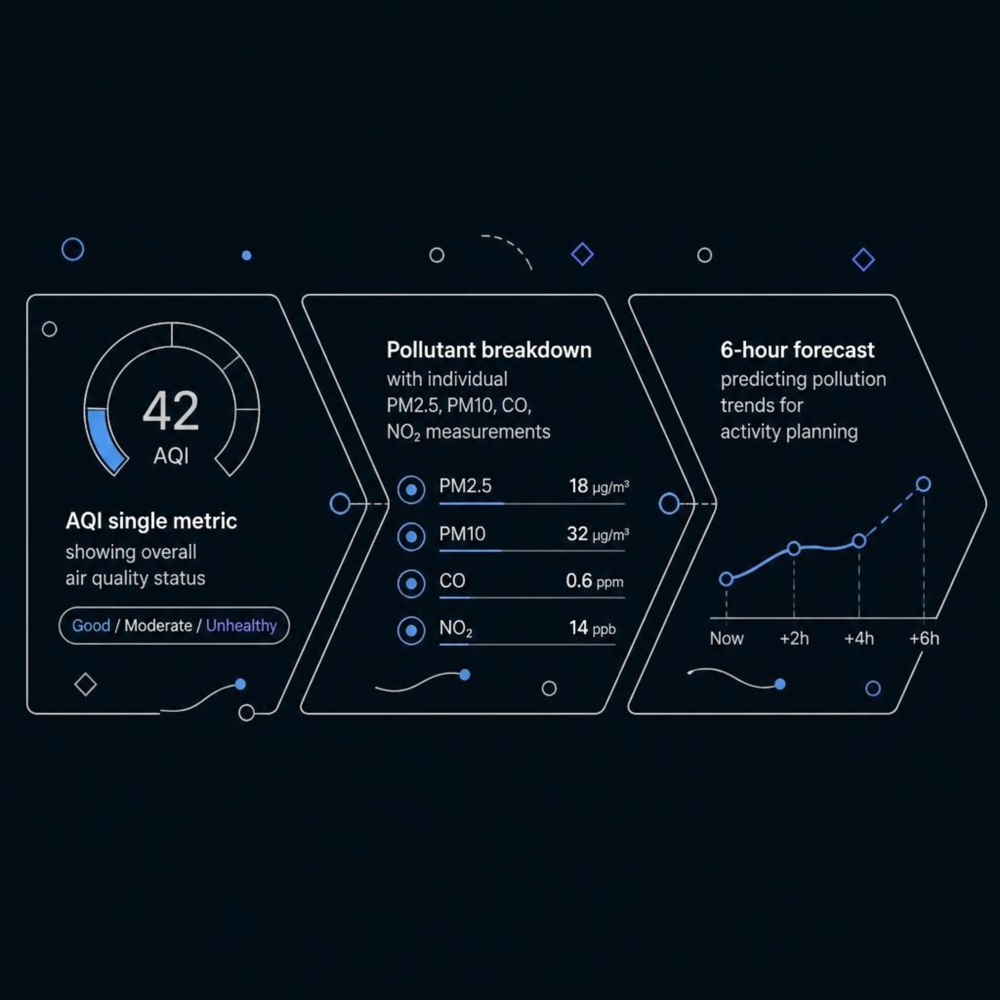 42
AQI
AQI single metric
showing overall
air quality status
Good / Moderate / Unhealthy
Pollutant breakdown
with individual
PM2.5, PM10, CO,
NO₂ measurements
PM2.5 18 µg/m³
PM10 32 µg/m³
CO 0.6 ppm
NO₂ 14 ppb
6-hour forecast
predicting pollution
trends for
activity planning
Now +2h +4h +6h